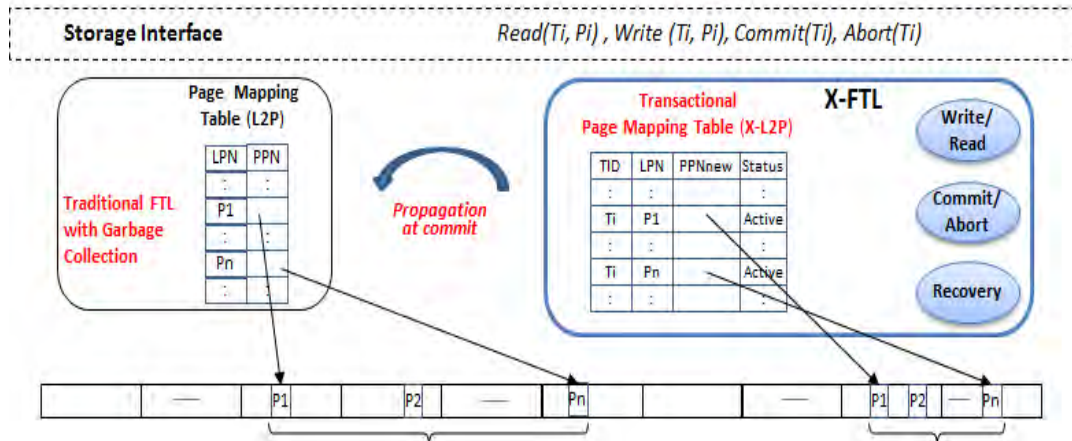 Storage Interface
Read(Ti, Pi) , Write (Ti, Pi), Commit(Ti), Abort(Ti)
Page Mapping
Table (L2P)
LPN PPN
: :
P1
: :
Pn
: :
Traditional FTL
with Garbage
Collection
Propagation
at commit
X-FTL
Transactional
Page Mapping Table (X-L2P)
TID LPN PPNnew Status
: : :
Ti P1 Active
: : :
Ti Pn Active
: : :
Write/
Read
Commit/
Abort
Recovery
P1 P2 Pn P1 P2 Pn